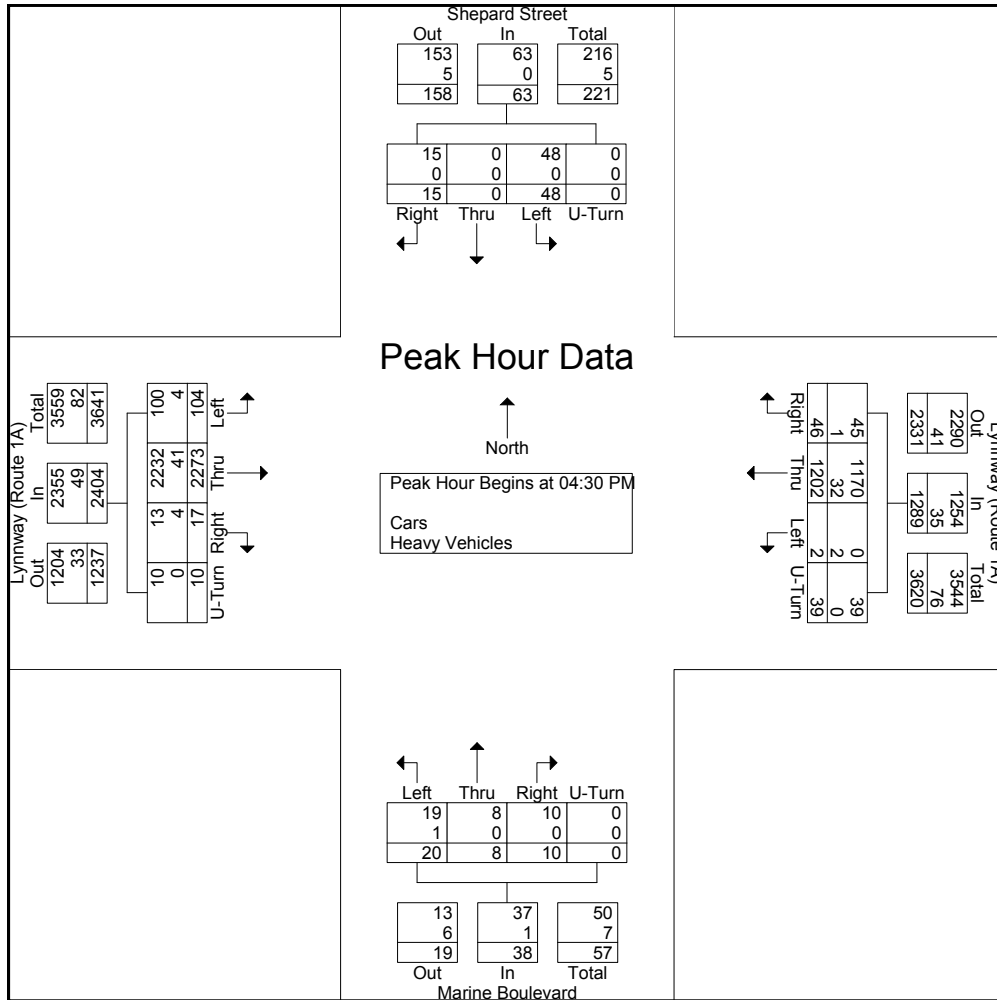 Shepard Street
Out In Total
153 63 216
5 0 5
158 63 221
15 0 48 0
0 0 0 0
15 0 48 0
Right Thru Left U-Turn
Peak Hour Data
North
Peak Hour Begins at 04:30 PM
Cars
Heavy Vehicles
Lynnway (Route 1A)
Out In Total
1204 2355 3559
33 49 82
1237 2404 3641
10 13 2232 100
0 4 41 4
10 17 2273 104
U-Turn Right Thru Left
Lynnway (Route 1A)
Out In Total
2290 1254 3544
41 35 76
2331 1289 3620
45 1170 0 39
1 32 2 0
46 1202 2 39
Right Thru Left U-Turn
Left Thru Right U-Turn
19 8 10 0
1 0 0 0
20 8 10 0
13 37 50
6 1 7
19 38 57
Out In Total
Marine Boulevard